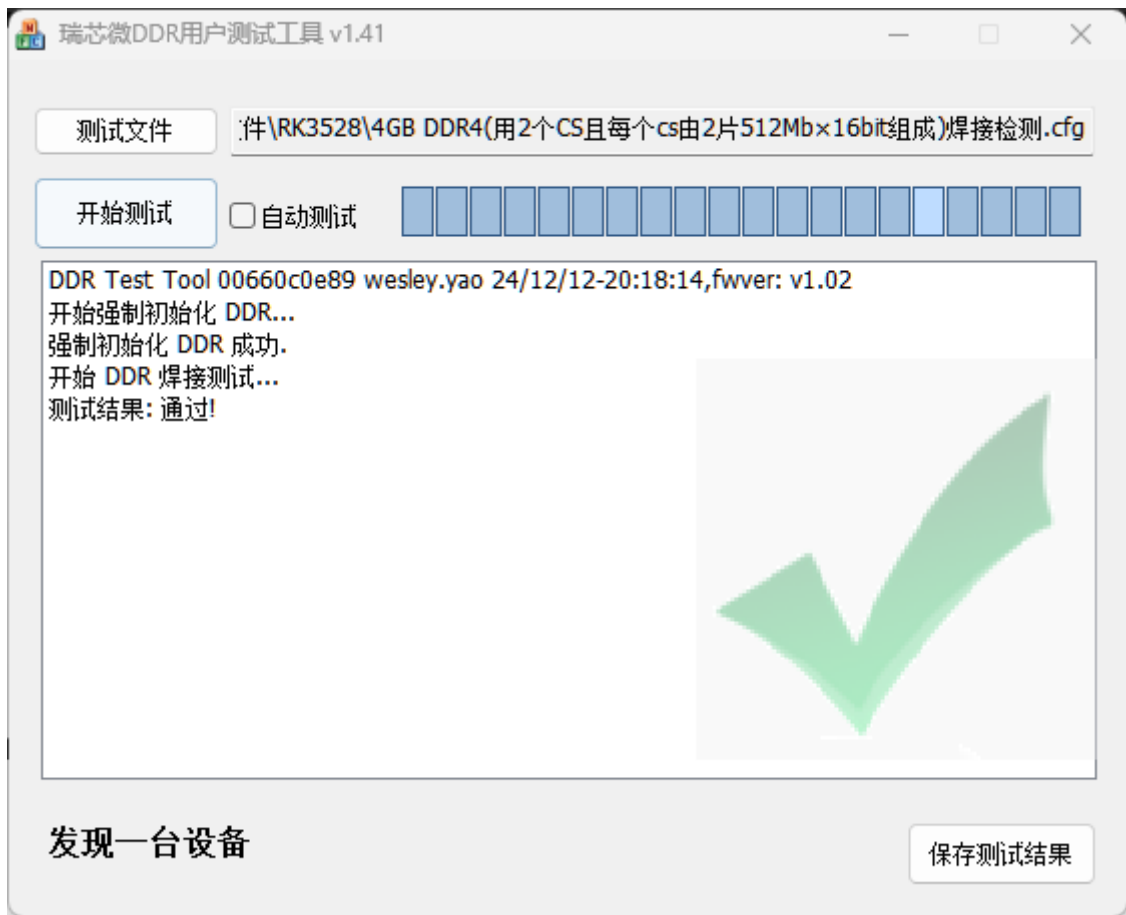 瑞芯微DDR用户测试工具 v1.41
测试文件
件\RK3528\4GB DDR4(用2个CS且每个cs由2片512Mb×16bit组成)焊接检测.cfg
开始测试
自动测试
DDR Test Tool 00660c0e89 wesley.yao 24/12/12-20:18:14,fwver: v1.02
开始强制初始化 DDR...
强制初始化 DDR 成功.
开始 DDR 焊接测试...
测试结果: 通过!
发现一台设备
保存测试结果